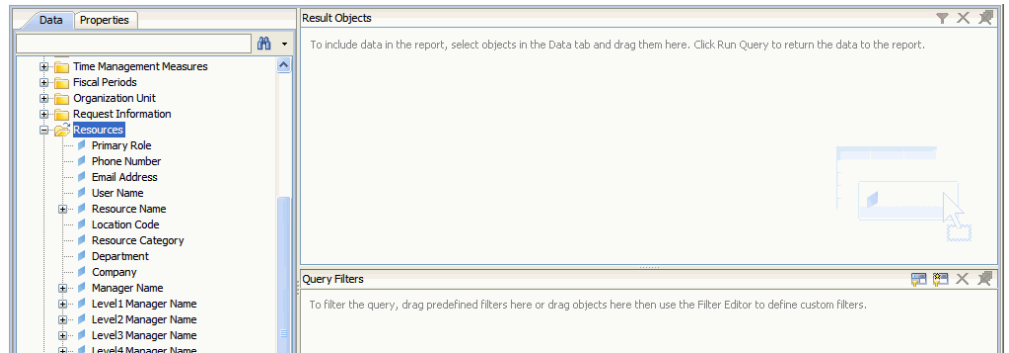 Data
Properties
Time Management Measures
Fiscal Periods
Organization Unit
Request Information
Resources
Primary Role
Phone Number
Email Address
User Name
Resource Name
Location Code
Resource Category
Department
Company
Manager Name
Level1 Manager Name
Level2 Manager Name
Level3 Manager Name
Level4 Manager Name
Result Objects
To include data in the report, select objects in the Data tab and drag them here. Click Run Query to return the data to the report.
Query Filters
To filter the query, drag predefined filters here or drag objects here then use the Filter Editor to define custom filters.